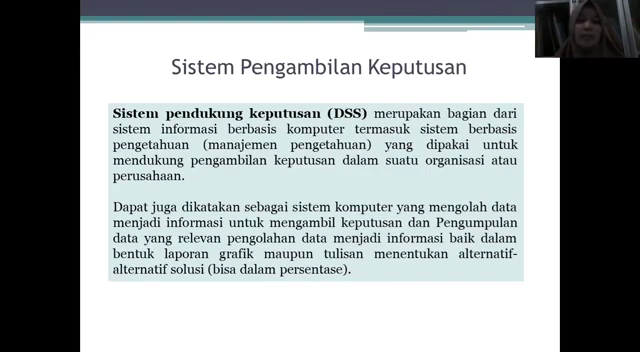 Sistem Pengambilan Keputusan
Sistem pendukung keputusan (DSS) merupakan bagian dari
sistem informasi berbasis komputer termasuk sistem berbasis
pengetahuan (manajemen pengetahuan) yang dipakai untuk
mendukung pengambilan keputusan dalam suatu organisasi atau
perusahaan.
Dapat juga dikatakan sebagai sistem komputer yang mengolah data
menjadi informasi untuk mengambil keputusan dan Pengumpulan
data yang relevan pengolahan data menjadi informasi baik dalam
bentuk laporan grafik maupun tulisan menentukan alternatif-
alternatif solusi (bisa dalam persentase).